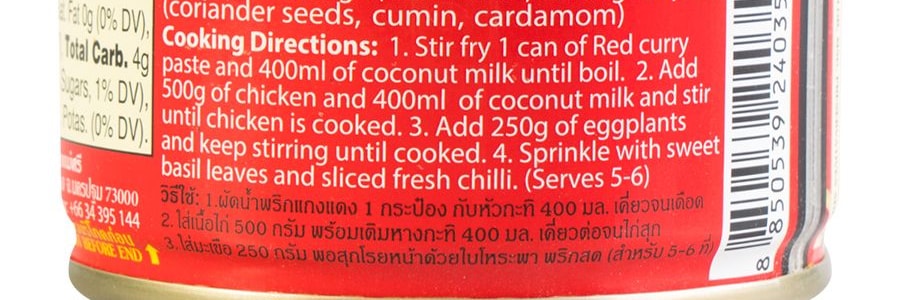 (coriander seeds, cumin, cardamom)
Cooking Directions: 1. Stir fry 1 can of Red curry
paste and 400ml of coconut milk until boil. 2. Add
500g of chicken and 400ml of coconut milk and stir
until chicken is cooked. 3. Add 250g of eggplants
and keep stirring until cooked. 4. Sprinkle with sweet
basil leaves and sliced fresh chilli. (Serves 5-6)
วิธีใช้: 1.ผัดน้ำพริกแกงแดง 1 กระป๋อง กับหัวกะทิ 400 มล. เคี่ยวจนเดือด
2.ใส่เนื้อไก่ 500 กรัม พร้อมเติมหางกะทิ 400 มล. เคี่ยวต่อจนไก่สุก
3.ใส่มะเขือ 250 กรัม พอสุกโรยหน้าด้วยใบโหระพา พริกสด (สำหรับ 5-6 ที่)
Fat 0g (0% DV),
Total Carb. 4g
Sugars, 1% DV),
Potas. (0% DV).
จ.นครปฐม 73000
+66 34 395 144
BEFORE END
8 850539 24035